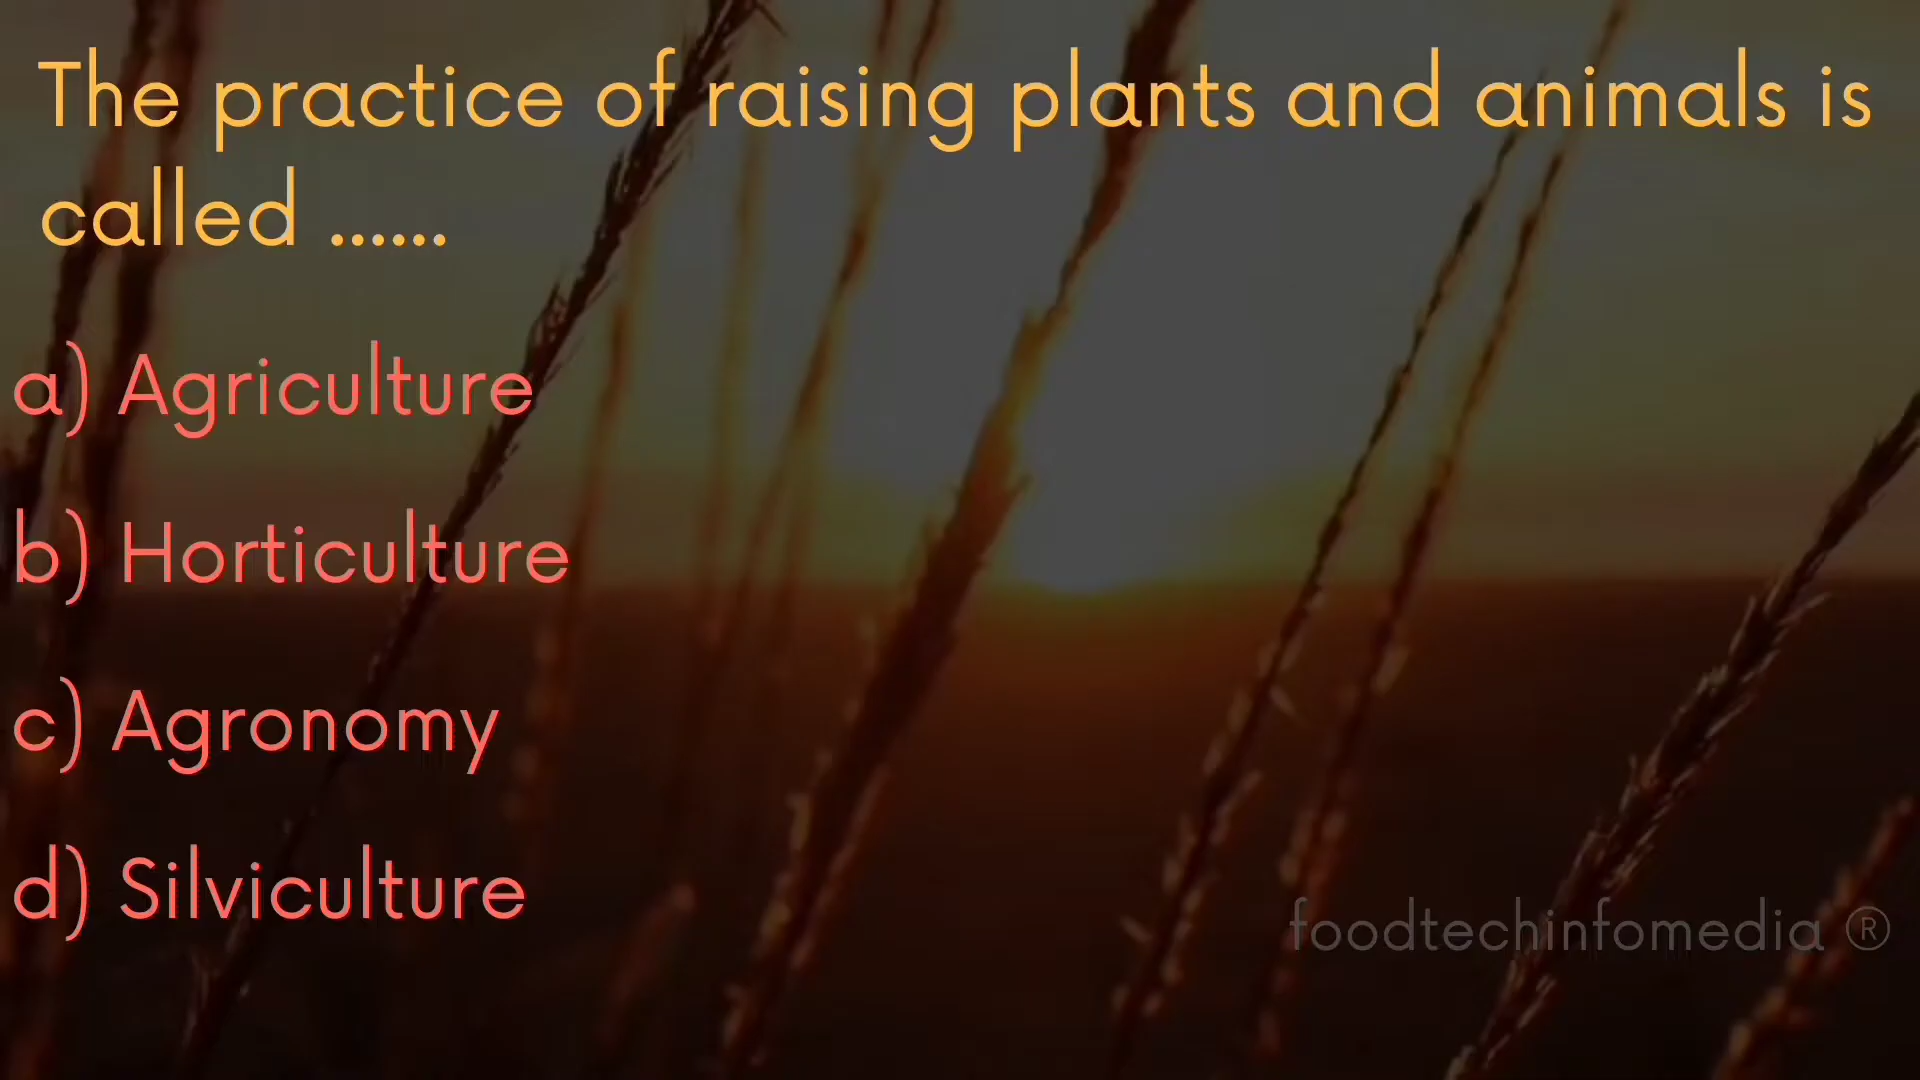 The practice of raising plants and animals is
called ......
a) Agriculture
b) Horticulture
c) Agronomy
d) Silviculture
foodtechinfomedia ®